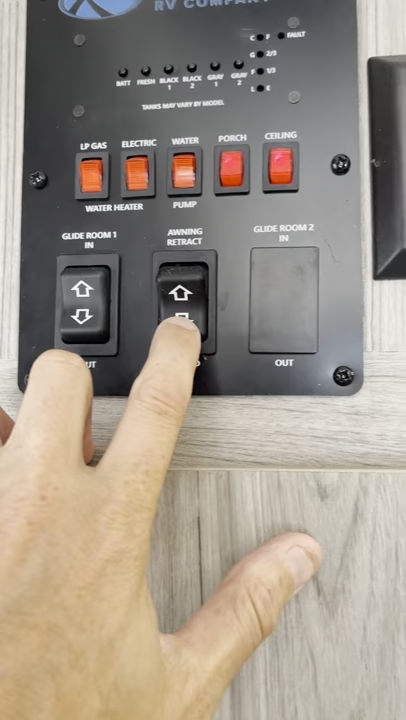 RV COMPANY
C F FAULT
G 2/3
F 1/3
L E
BATT FRESH BLACK 1 BLACK 2 GRAY 1 GRAY 2
TANKS MAY VARY BY MODEL
LP GAS ELECTRIC WATER PORCH CEILING
WATER HEATER PUMP
GLIDE ROOM 1 IN
AWNING RETRACT
GLIDE ROOM 2 IN
OUT